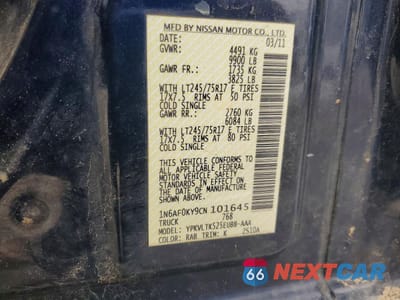 MFD BY NISSAN MOTOR CO., LTD.
DATE: 03/11
GVWR: 4491 KG
9900 LB
GAWR FR.: 1735 KG
3825 LB
WITH LT245/75R17 E TIRES
17X7.5 RIMS AT 50 PSI
COLD SINGLE
GAWR RR.: 2760 KG
6084 LB
WITH LT245/75R17 E TIRES
17X7.5 RIMS AT 80 PSI
COLD SINGLE
THIS VEHICLE CONFORMS TO
ALL APPLICABLE FEDERAL
MOTOR VEHICLE SAFETY
STANDARDS IN EFFECT ON
THE DATE OF MANUFACTURE
SHOWN ABOVE.
1N6AF0KY9CN101645
768
MODEL: YPKVLTK525EUBB-AAA
COLOR: RAB TRIM: K 2S1DA
66 NEXTCAR